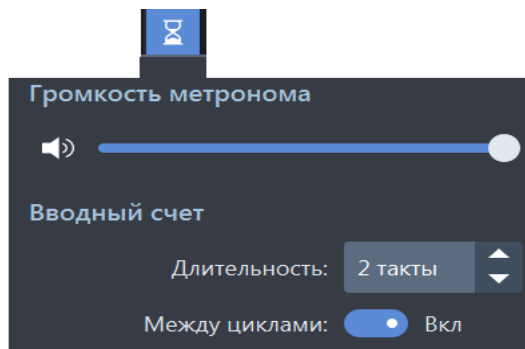 Громкость метронома
Вводный счет
Длительность: 2 такты
Между циклами: Вкл